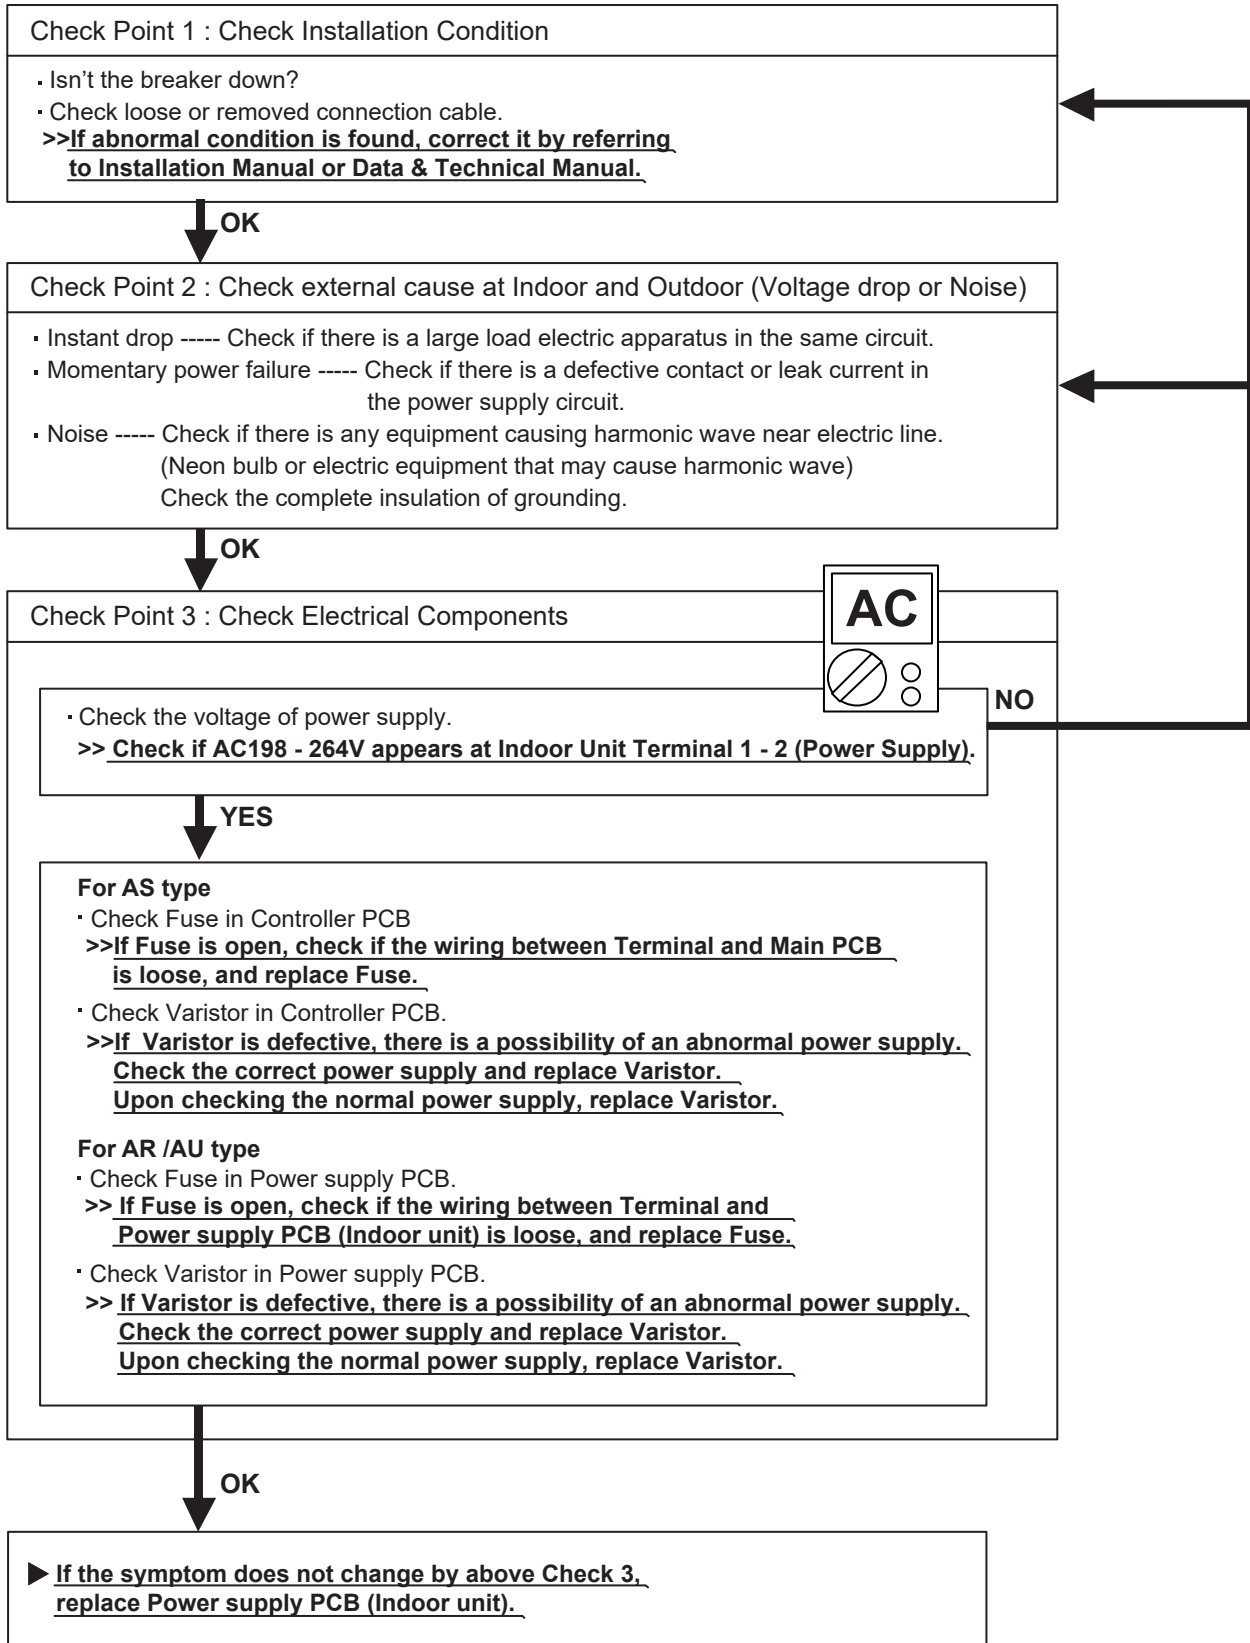 Check Point 1 : Check Installation Condition
· Isn’t the breaker down?
· Check loose or removed connection cable.
>>If abnormal condition is found, correct it by referring
to Installation Manual or Data & Technical Manual.
OK
Check Point 2 : Check external cause at Indoor and Outdoor (Voltage drop or Noise)
· Instant drop ----- Check if there is a large load electric apparatus in the same circuit.
· Momentary power failure ----- Check if there is a defective contact or leak current in
the power supply circuit.
· Noise ----- Check if there is any equipment causing harmonic wave near electric line.
(Neon bulb or electric equipment that may cause harmonic wave)
Check the complete insulation of grounding.
OK
Check Point 3 : Check Electrical Components
AC
NO
· Check the voltage of power supply.
>> Check if AC198 - 264V appears at Indoor Unit Terminal 1 - 2 (Power Supply).
YES
For AS type
· Check Fuse in Controller PCB
>>If Fuse is open, check if the wiring between Terminal and Main PCB
is loose, and replace Fuse.
· Check Varistor in Controller PCB.
>>If Varistor is defective, there is a possibility of an abnormal power supply.
Check the correct power supply and replace Varistor.
Upon checking the normal power supply, replace Varistor.
For AR /AU type
· Check Fuse in Power supply PCB.
>> If Fuse is open, check if the wiring between Terminal and
Power supply PCB (Indoor unit) is loose, and replace Fuse.
· Check Varistor in Power supply PCB.
>> If Varistor is defective, there is a possibility of an abnormal power supply.
Check the correct power supply and replace Varistor.
Upon checking the normal power supply, replace Varistor.
OK
▶ If the symptom does not change by above Check 3,
replace Power supply PCB (Indoor unit).